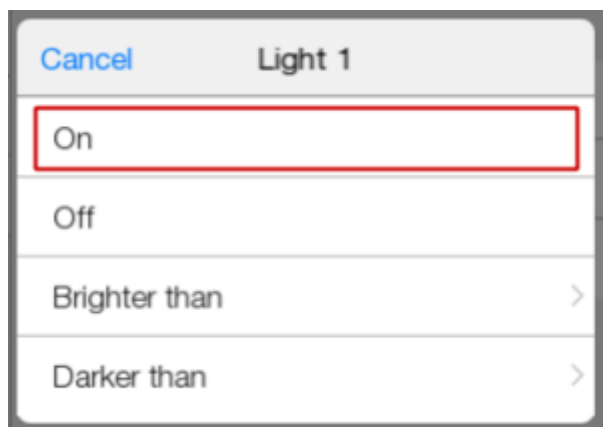 Cancel Light 1
On
Off
Brighter than
Darker than